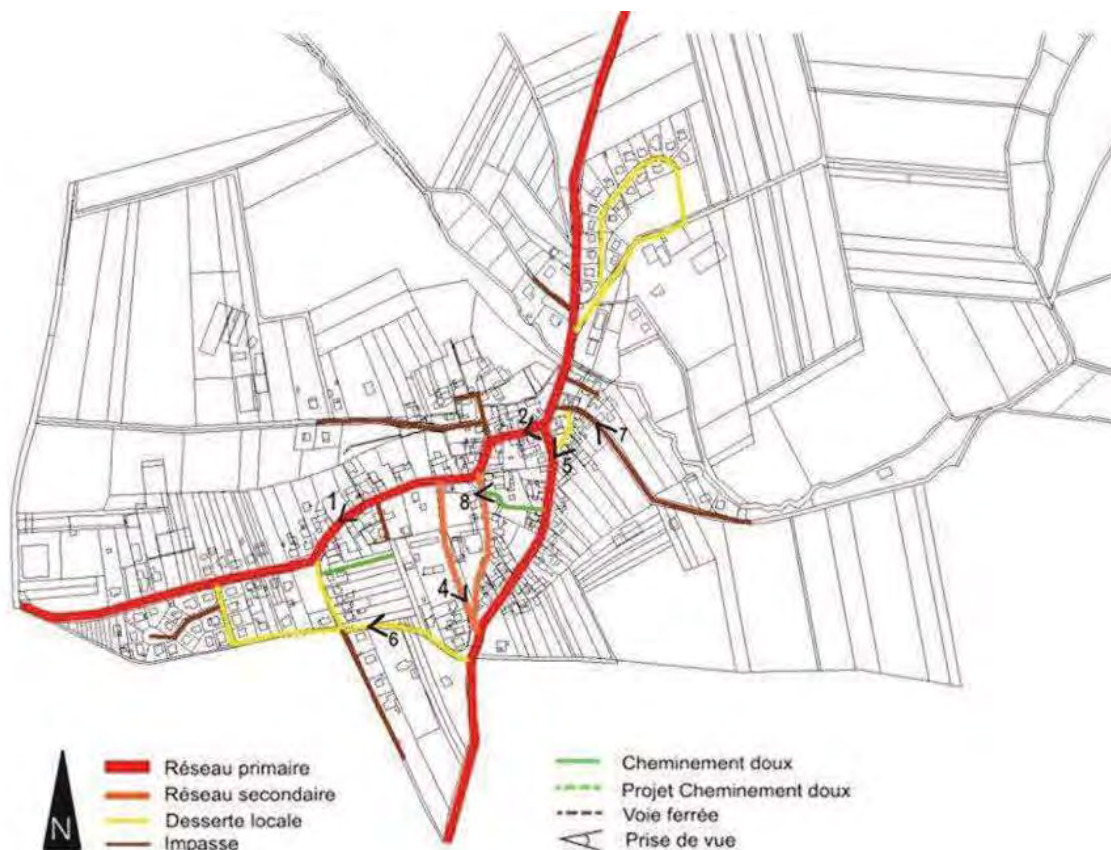 2
7
5
1
8
4
6
N
Réseau primaire
Réseau secondaire
Desserte locale
Impasse
Cheminement doux
Projet Cheminement doux
Voie ferrée
Prise de vue